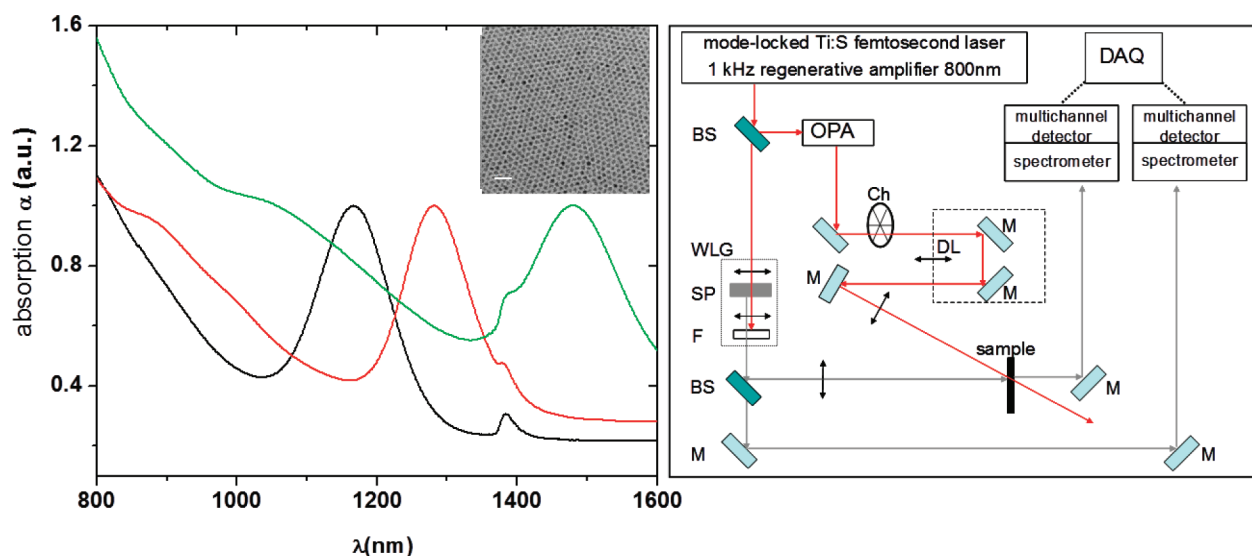 1.6
1.2
0.8
0.4
absorption α (a.u.)
800
1000
1200
1400
1600
λ(nm)
mode-locked Ti:S femtosecond laser
1 kHz regenerative amplifier 800nm
DAQ
multichannel
detector
spectrometer
multichannel
detector
spectrometer
BS
OPA
Ch
M
DL
M
WLG
M
SP
F
sample
BS
M
M
M